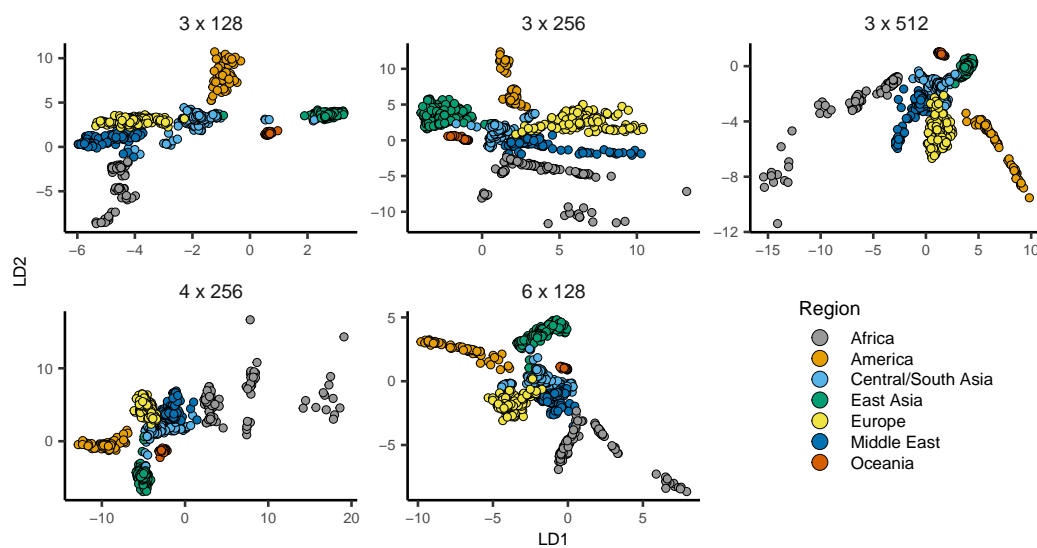 3 x 128
3 x 256
3 x 512
10
5
0
−5
−6
−4
−2
0
2
10
5
0
−5
−10
0
5
10
0
−4
−8
−12
−15
−10
−5
0
5
10
LD2
4 x 256
6 x 128
10
0
−10
0
10
20
5
0
−5
−10
−5
0
5
LD1
Region
Africa
America
Central/South Asia
East Asia
Europe
Middle East
Oceania